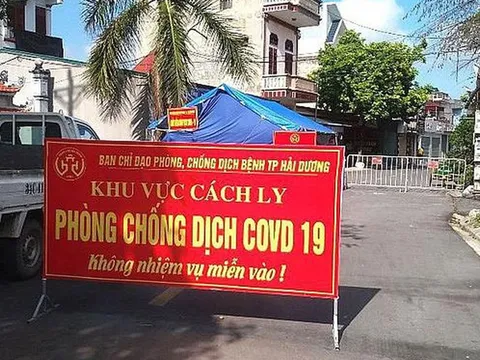 BAN CHỈ ĐẠO PHÒNG, CHỐNG DỊCH BỆNH TP HẢI DƯƠNG
KHU VỰC CÁCH LY
PHÒNG CHỐNG DỊCH COVD 19
Không nhiệm vụ miễn vào !